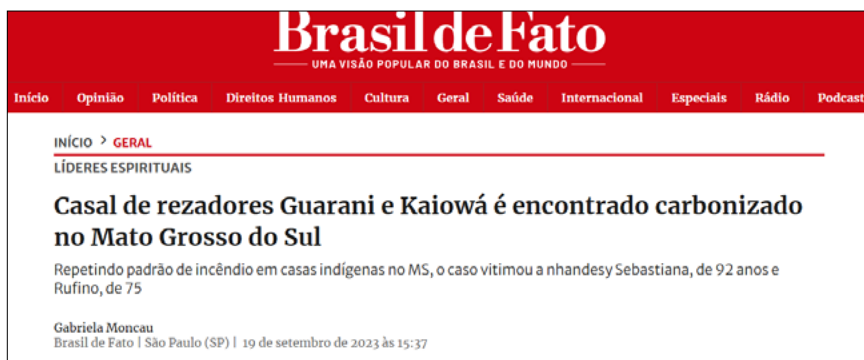 Brasil de Fato
UMA VISÃO POPULAR DO BRASIL E DO MUNDO
Início Opinião Política Direitos Humanos Cultura Geral Saúde Internacional Especiais Rádio Podcast
INÍCIO > GERAL
LÍDERES ESPIRITUAIS
Casal de rezadores Guarani e Kaiowá é encontrado carbonizado
no Mato Grosso do Sul
Repetindo padrão de incêndio em casas indígenas no MS, o caso vitimou a nhandesy Sebastiana, de 92 anos e
Rufino, de 75
Gabriela Moncau
Brasil de Fato | São Paulo (SP) | 19 de setembro de 2023 às 15:37